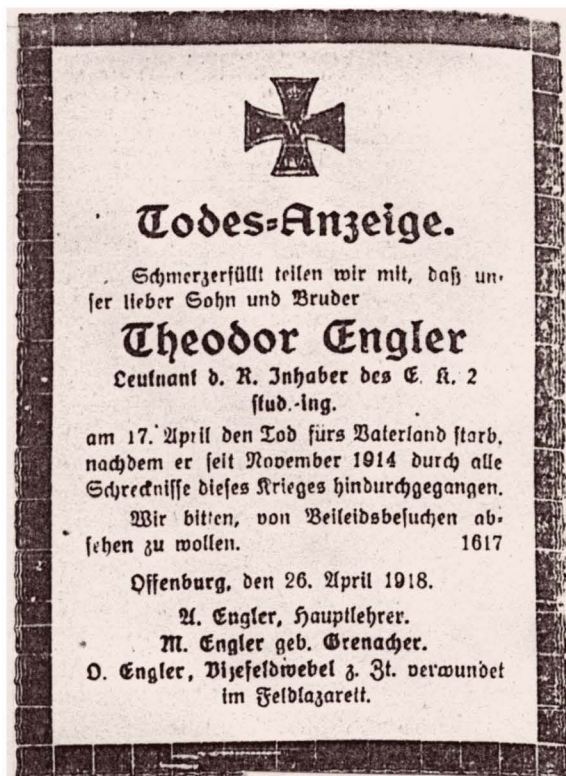 Todes-Anzeige.
Schmerzerfüllt teilen wir mit, daß un-
ser lieber Sohn und Bruder
Theodor Engler
Leutnant d. R. Inhaber des E. K. 2
stud.-ing.
am 17. April den Tod fürs Vaterland starb,
nachdem er seit November 1914 durch alle
Schrecknisse dieses Krieges hindurchgegangen.
Wir bitten, von Beileidsbesuchen ab-
sehen zu wollen. 1617
Offenburg, den 26. April 1918.
A. Engler, Hauptlehrer.
M. Engler geb. Grenacher.
O. Engler, Vizefeldwebel z. Zt. verwundet
im Feldlazarett.